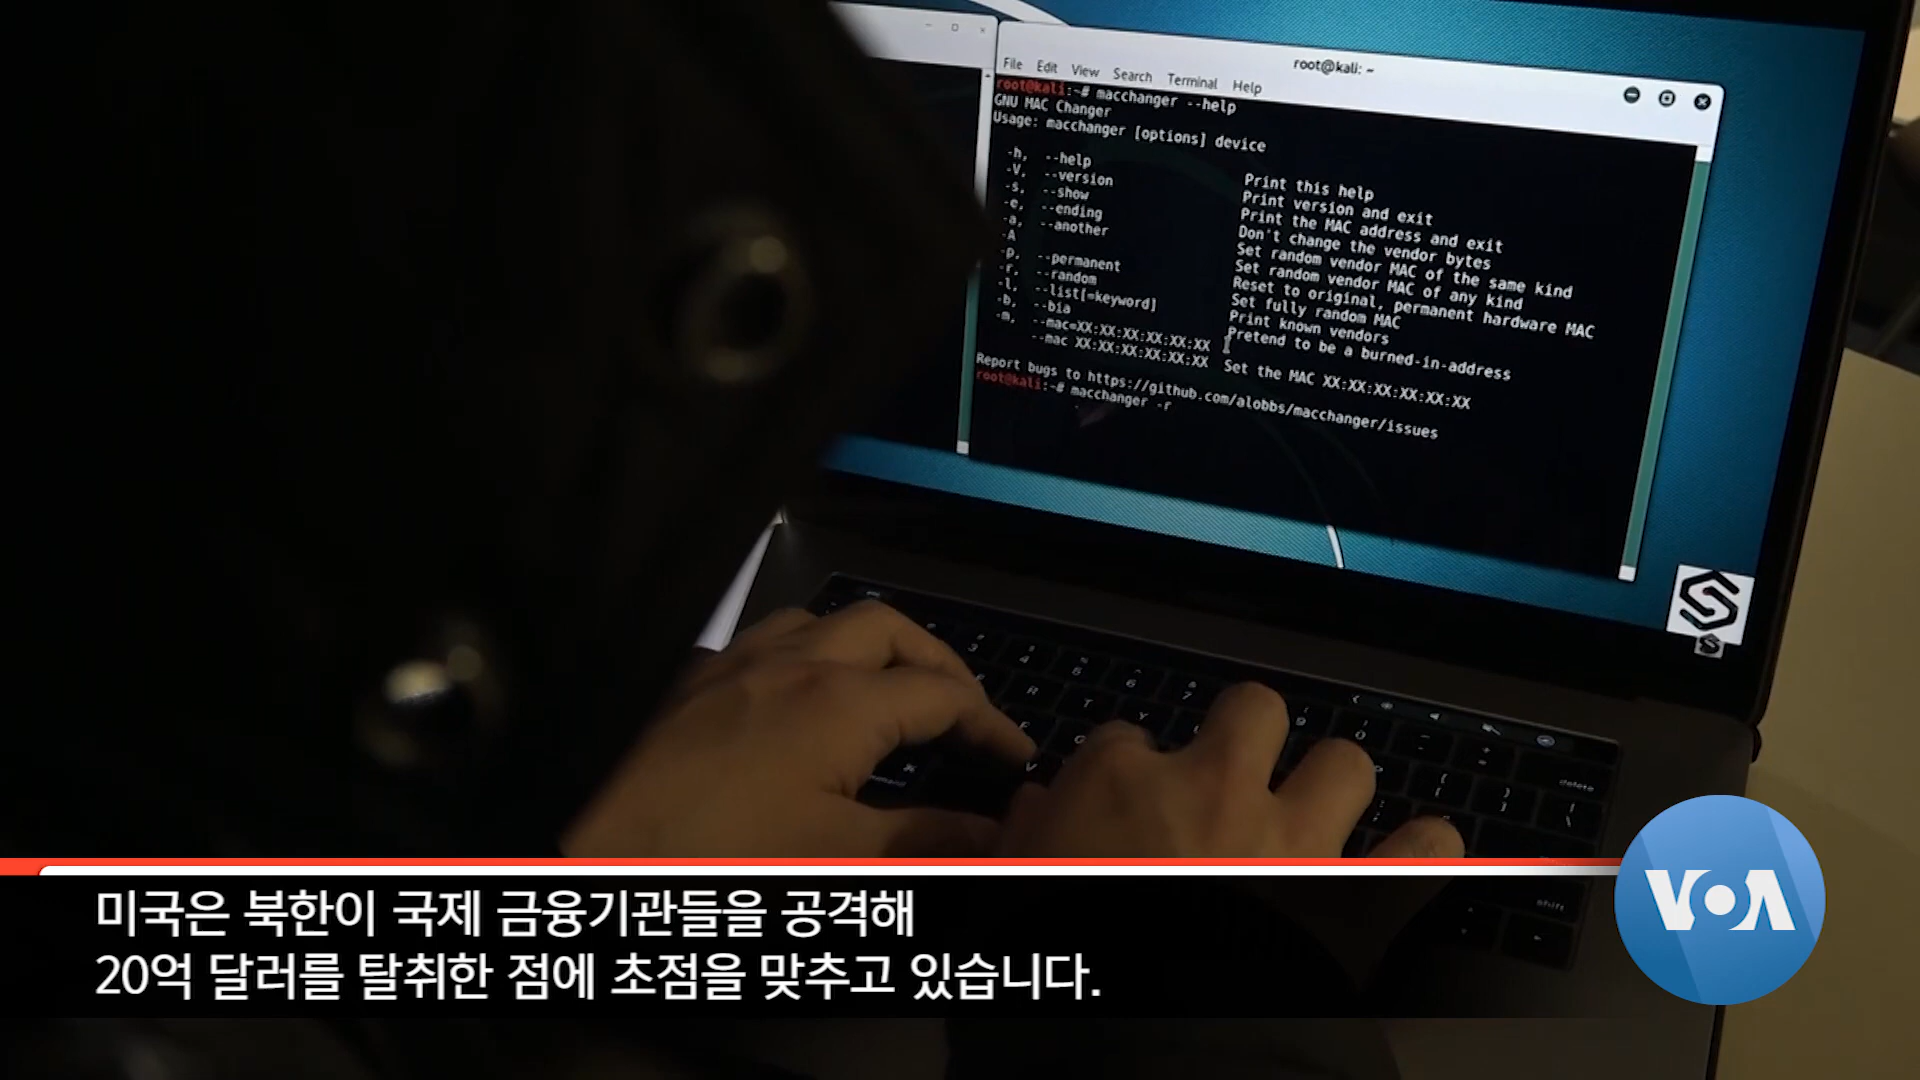 root@kali: ~
File Edit View Search Terminal Help
root@kali:~# macchanger --help
GNU MAC Changer
Usage: macchanger [options] device
-h, --help Print this help
-V, --version Print version and exit
-s, --show Print the MAC address and exit
-e, --ending Don't change the vendor bytes
-a, --another Set random vendor MAC of the same kind
-A Set random vendor MAC of any kind
-p, --permanent Reset to original, permanent hardware MAC
-r, --random Set fully random MAC
-l, --list[=keyword] Print known vendors
-b, --bia Pretend to be a burned-in-address
-m, --mac=XX:XX:XX:XX:XX:XX
--mac XX:XX:XX:XX:XX:XX Set the MAC XX:XX:XX:XX:XX:XX
Report bugs to https://github.com/alobbs/macchanger/issues
root@kali:~# macchanger -r
미국은 북한이 국제 금융기관들을 공격해
20억 달러를 탈취한 점에 초점을 맞추고 있습니다.
VOA